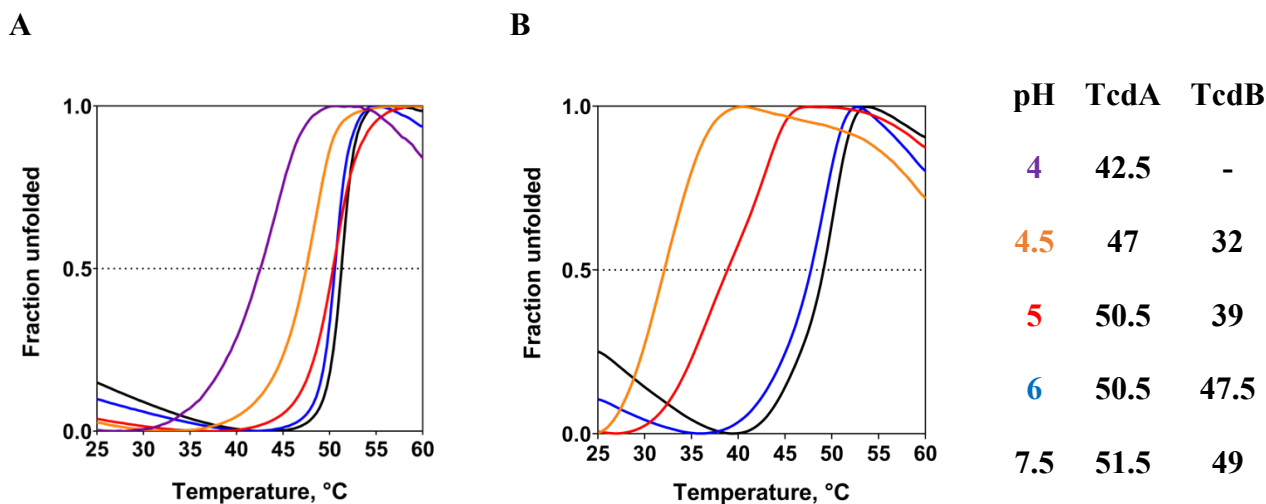 A
B
1.0
0.5
0.0
Fraction unfolded
25 30 35 40 45 50 55 60
Temperature, °C
1.0
0.5
0.0
Fraction unfolded
25 30 35 40 45 50 55 60
Temperature, °C
pH TcdA TcdB
4 42.5 -
4.5 47 32
5 50.5 39
6 50.5 47.5
7.5 51.5 49